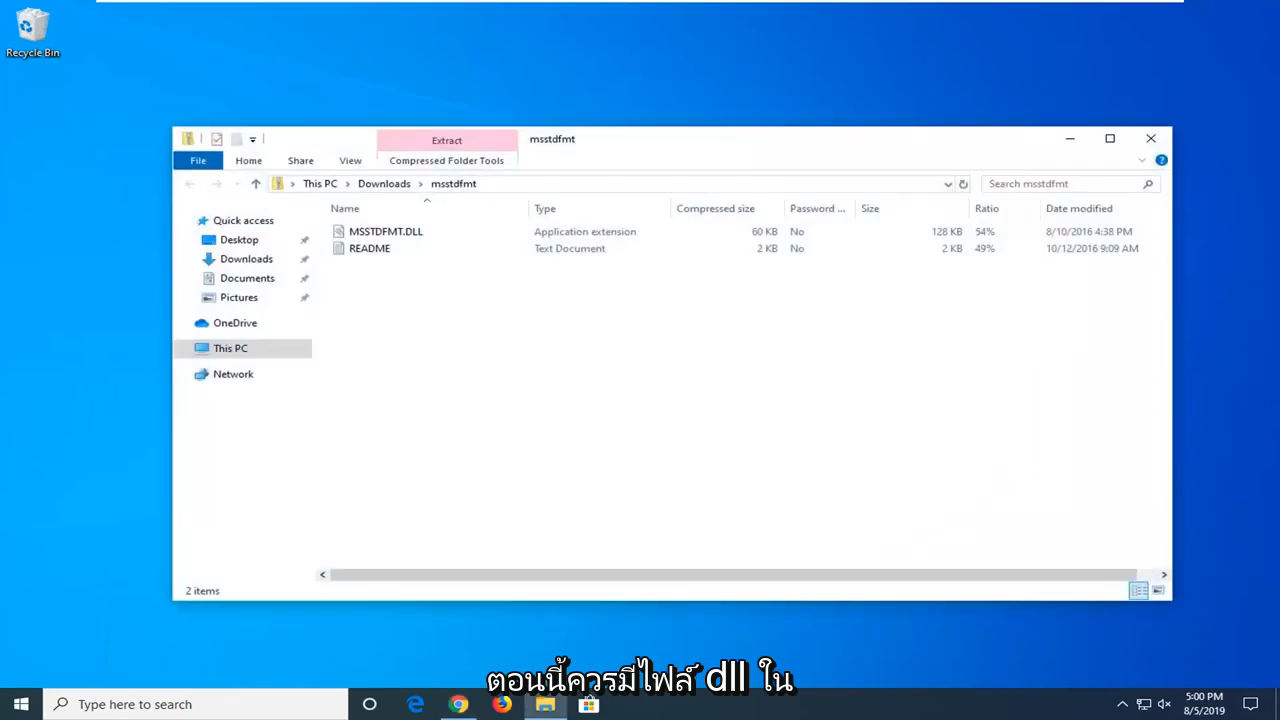 Recycle Bin
Extract
msstdfmt
File
Home
Share
View
Compressed Folder Tools
This PC
Downloads
msstdfmt
Search msstdfmt
Name
Type
Compressed size
Password ...
Size
Ratio
Date modified
MSSTDFMT.DLL
Application extension
60 KB
No
128 KB
54%
8/10/2016 4:38 PM
README
Text Document
2 KB
No
2 KB
49%
10/12/2016 9:09 AM
Quick access
Desktop
Downloads
Documents
Pictures
OneDrive
This PC
Network
2 items
ตอนนี้ควรมีไฟล์ dll ใน
Type here to search
5:00 PM
8/5/2019